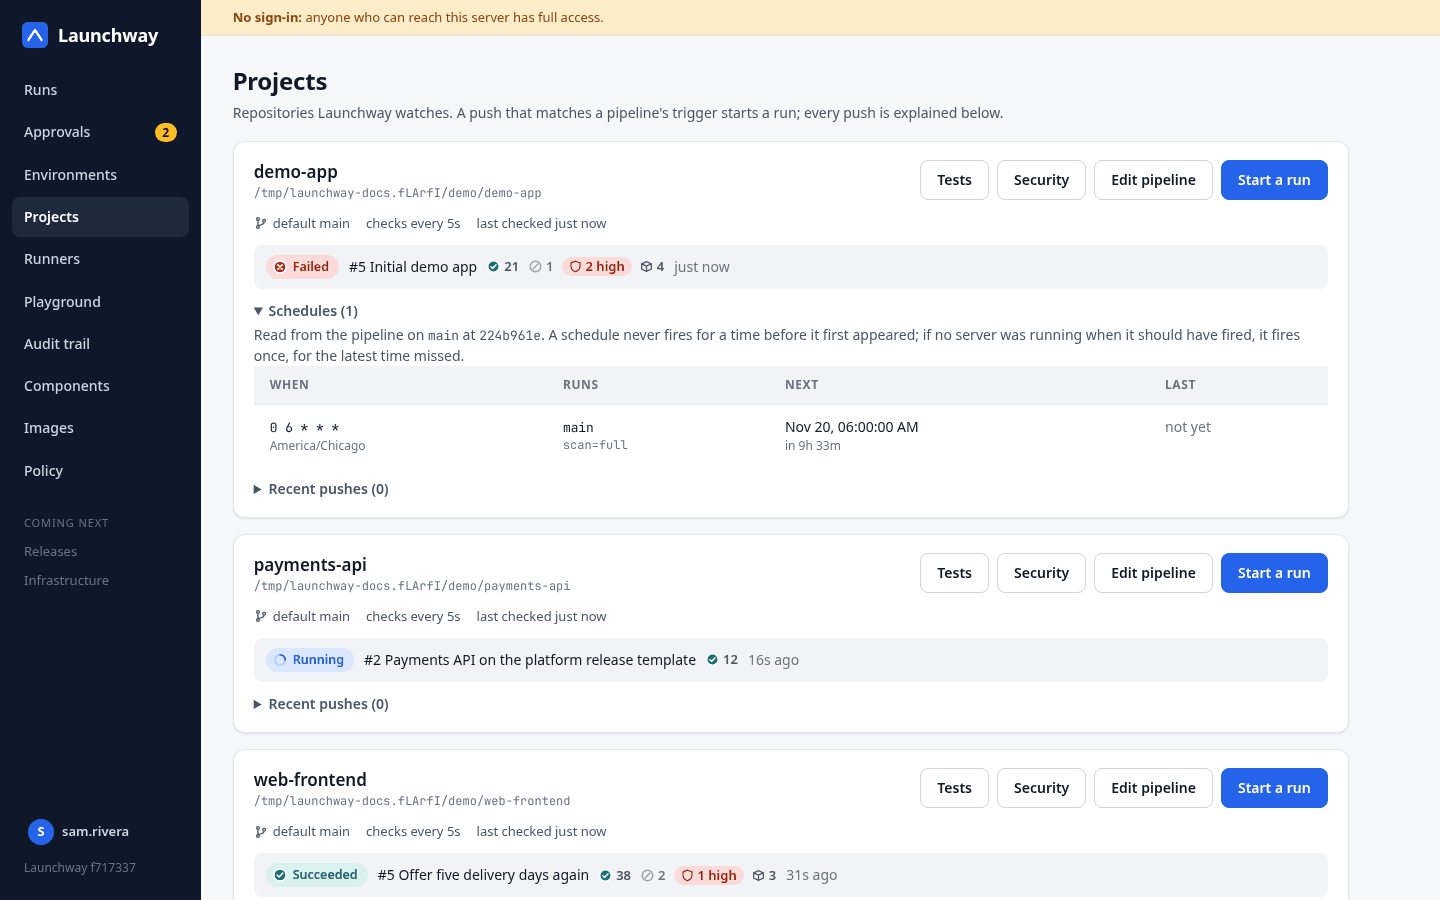 No sign-in: anyone who can reach this server has full access.
Launchway
Runs
Approvals 2
Environments
Projects
Runners
Playground
Audit trail
Components
Images
Policy
COMING NEXT
Releases
Infrastructure
S sam.rivera
Launchway f717337
Projects
Repositories Launchway watches. A push that matches a pipeline's trigger starts a run; every push is explained below.
demo-app
/tmp/launchway-docs.fLArfI/demo/demo-app
Tests Security Edit pipeline Start a run
default main checks every 5s last checked just now
Failed #5 Initial demo app 21 1 2 high 4 just now
Schedules (1)
Read from the pipeline on main at 224b961e. A schedule never fires for a time before it first appeared; if no server was running when it should have fired, it fires
once, for the latest time missed.
WHEN RUNS NEXT LAST
0 6 * * * main Nov 20, 06:00:00 AM not yet
America/Chicago scan=full in 9h 33m
Recent pushes (0)
payments-api
/tmp/launchway-docs.fLArfI/demo/payments-api
Tests Security Edit pipeline Start a run
default main checks every 5s last checked just now
Running #2 Payments API on the platform release template 12 16s ago
Recent pushes (0)
web-frontend
/tmp/launchway-docs.fLArfI/demo/web-frontend
Tests Security Edit pipeline Start a run
default main checks every 5s last checked just now
Succeeded #5 Offer five delivery days again 38 2 1 high 3 31s ago